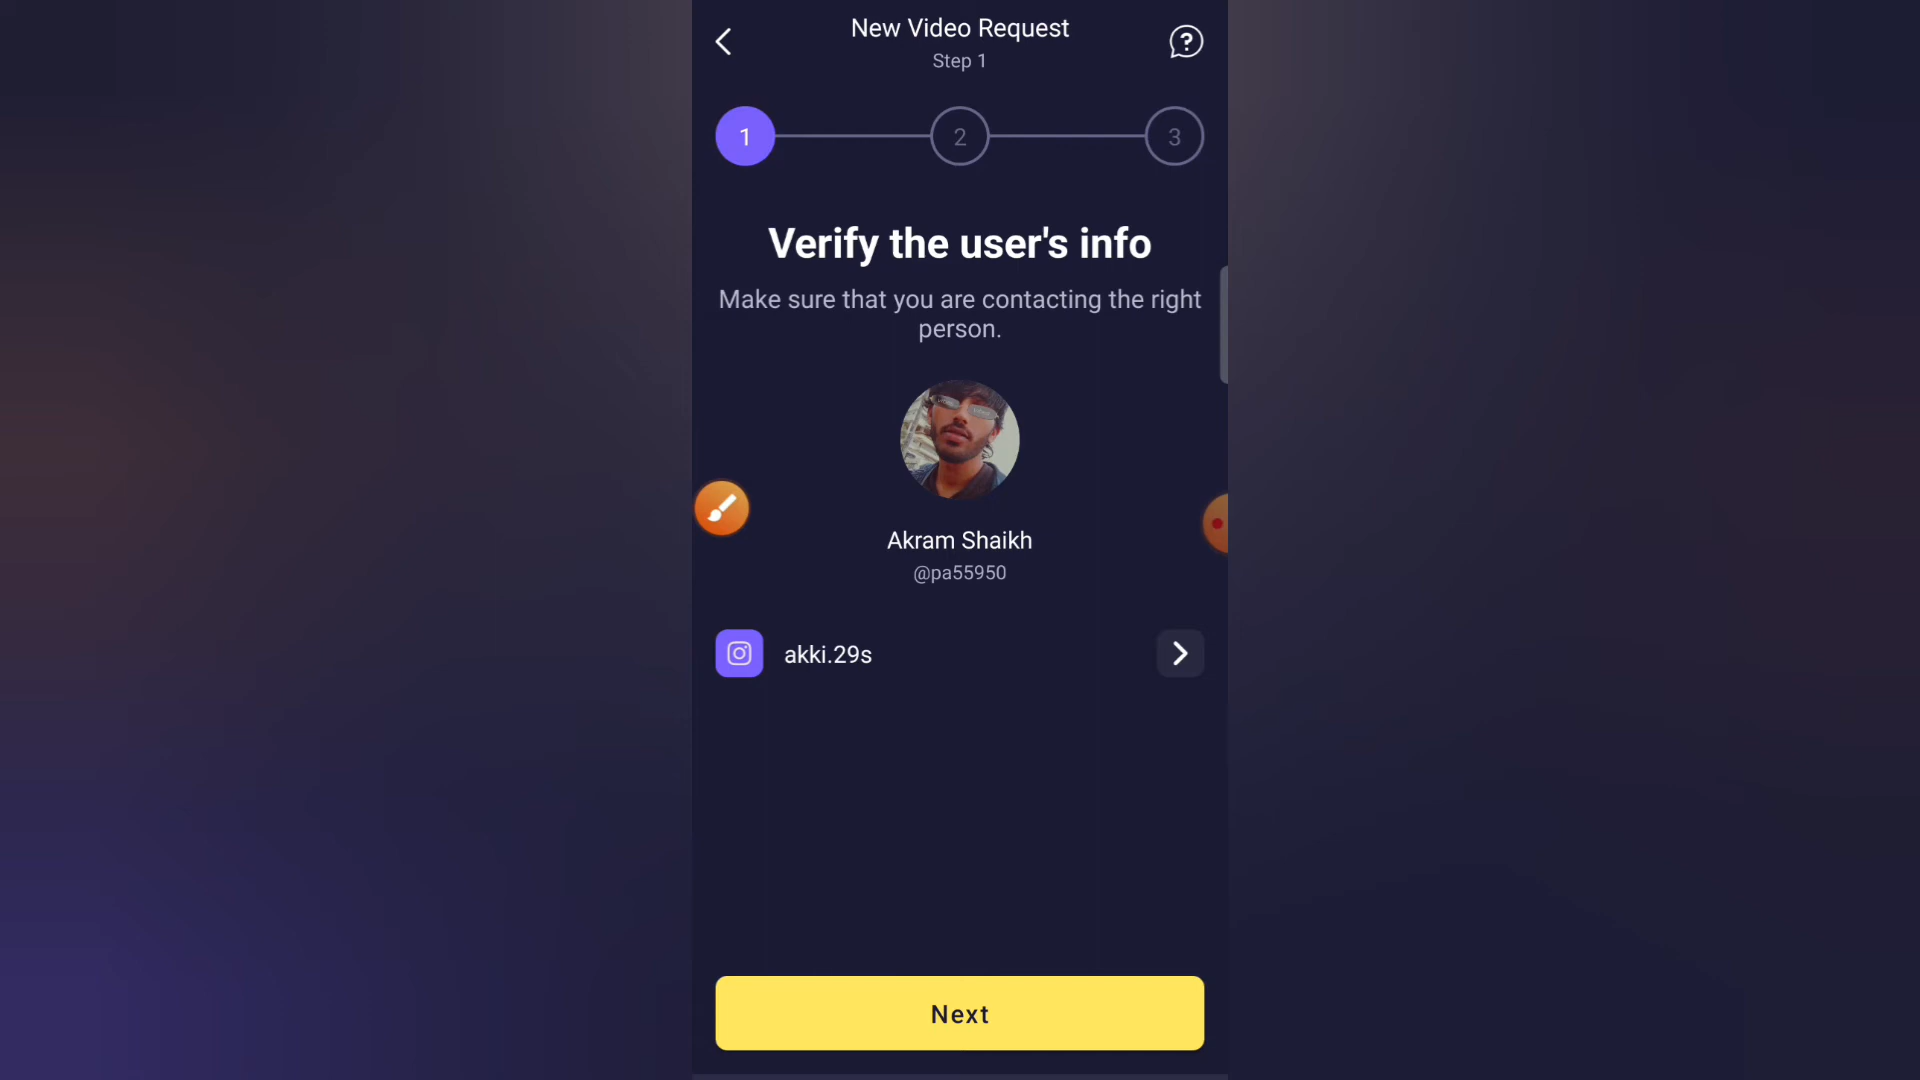 New Video Request
Step 1
1
2
3
Verify the user's info
Make sure that you are contacting the right
person.
Akram Shaikh
@pa55950
akki.29s
Next